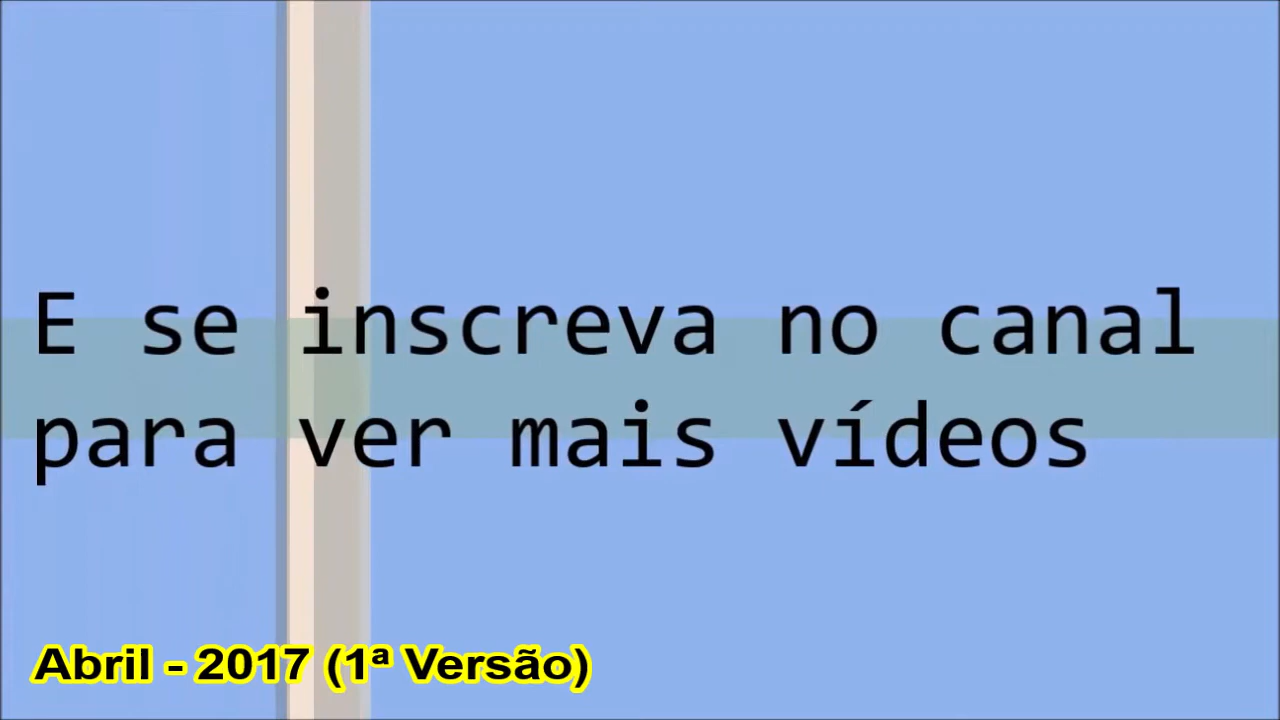 E se inscreva no canal
para ver mais vídeos
Abril - 2017 (1ª Versão)